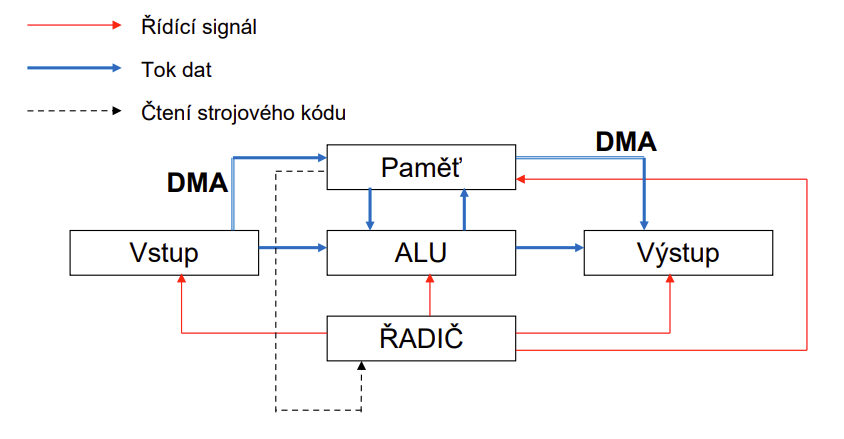 Řídící signál
Tok dat
Čtení strojového kódu
DMA
Paměť
DMA
Vstup
ALU
Výstup
ŘADIČ